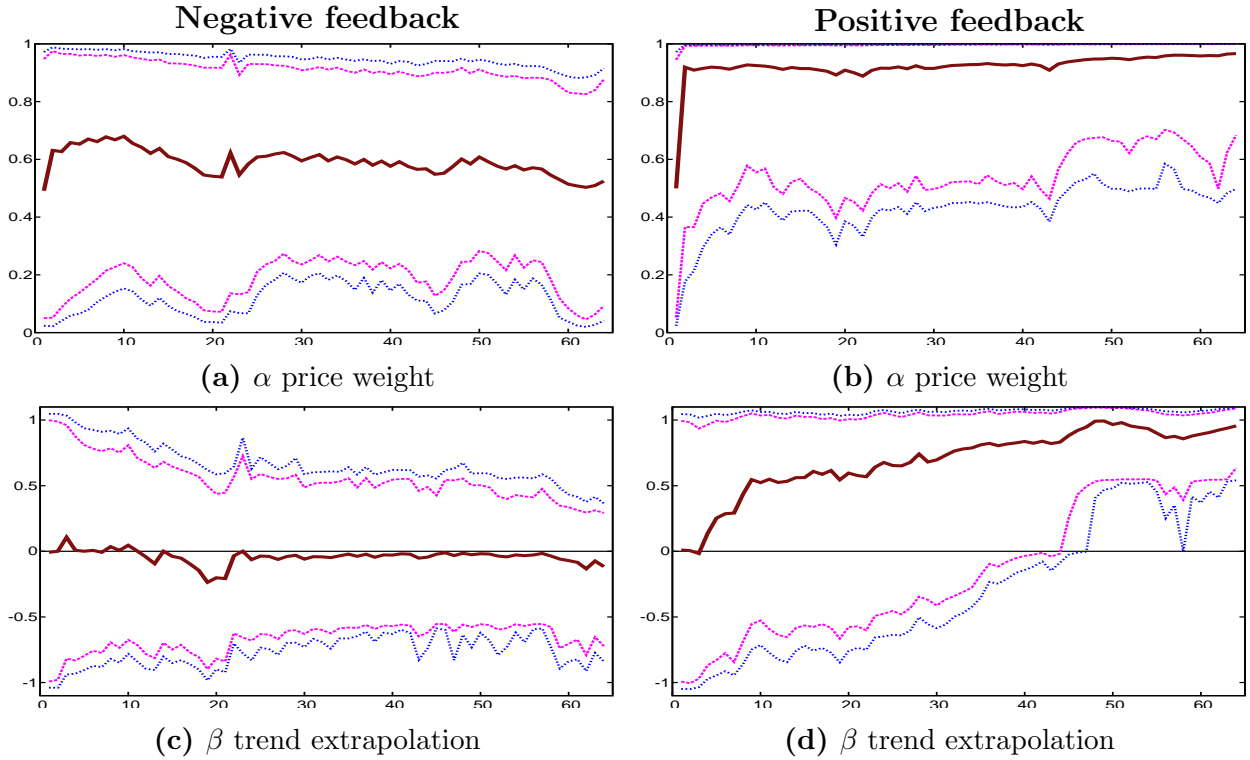 Negative feedback
Positive feedback
1
0.8
0.6
0.4
0.2
0
0 10 20 30 40 50 60
(a) α price weight
1
0.8
0.6
0.4
0.2
0
0 10 20 30 40 50 60
(b) α price weight
1
0.5
0
-0.5
-1
0 10 20 30 40 50 60
(c) β trend extrapolation
1
0.5
0
-0.5
-1
0 10 20 30 40 50 60
(d) β trend extrapolation